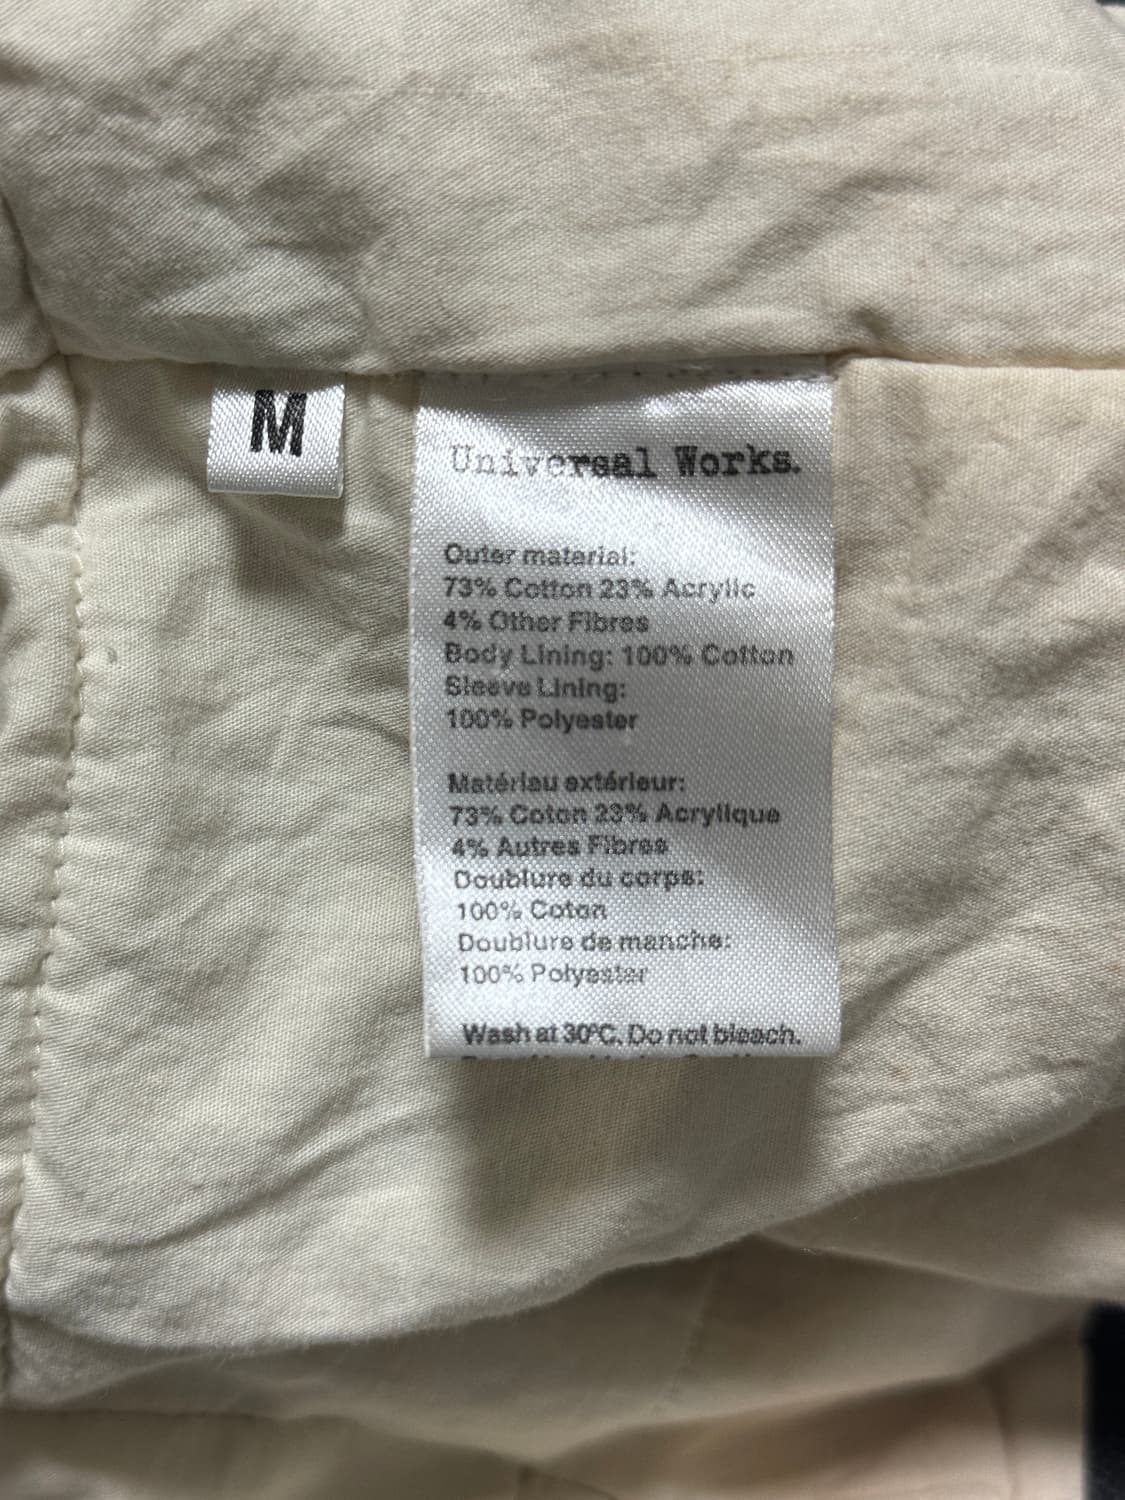 M
Universal Works.
Outer material:
73% Cotton 23% Acrylic
4% Other Fibres
Body Lining: 100% Cotton
Sleeve Lining:
100% Polyester
Matériau extérieur:
73% Coton 23% Acrylique
4% Autres Fibres
Doublure du corps:
100% Coton
Doublure de manche:
100% Polyester
Wash at 30°C. Do not bleach.